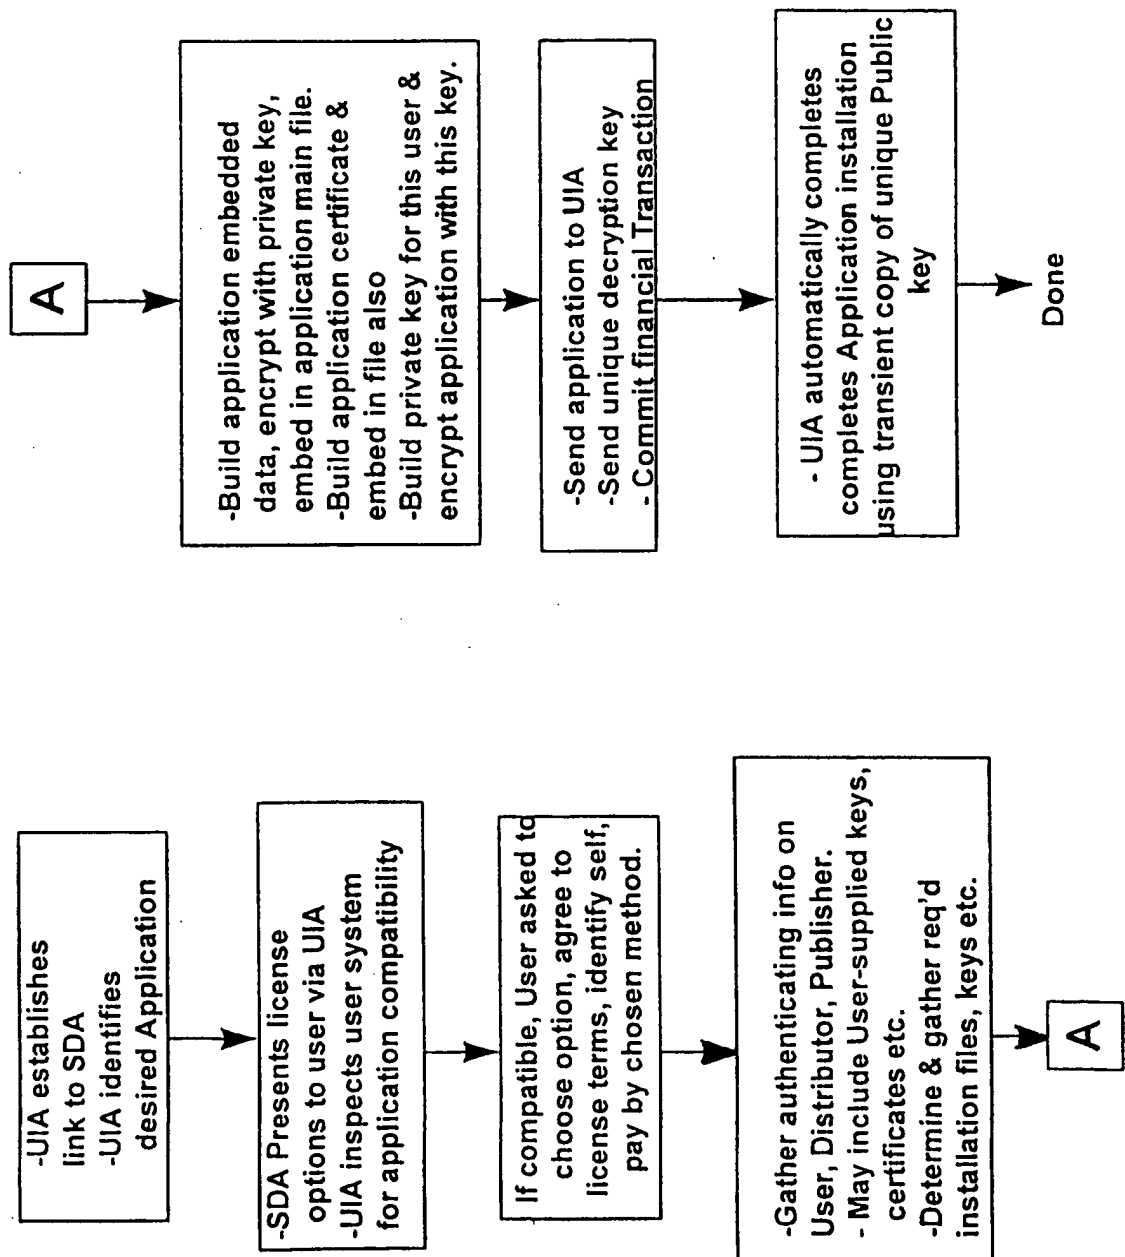 -UIA establishes
link to SDA
-UIA identifies
desired Application
-SDA Presents license
options to user via UIA
-UIA inspects user system
for application compatibility
If compatible, User asked to
choose option, agree to
license terms, identify self,
pay by chosen method.
-Gather authenticating info on
User, Distributor, Publisher.
- May include User-supplied keys,
certificates etc.
-Determine & gather req'd
installation files, keys etc.
A
A
-Build application embedded
data, encrypt with private key,
embed in application main file.
-Build application certificate &
embed in file also
-Build private key for this user &
encrypt application with this key.
-Send application to UIA
-Send unique decryption key
- Commit financial Transaction
- UIA automatically completes
completes Application installation
using transient copy of unique Public
key
Done